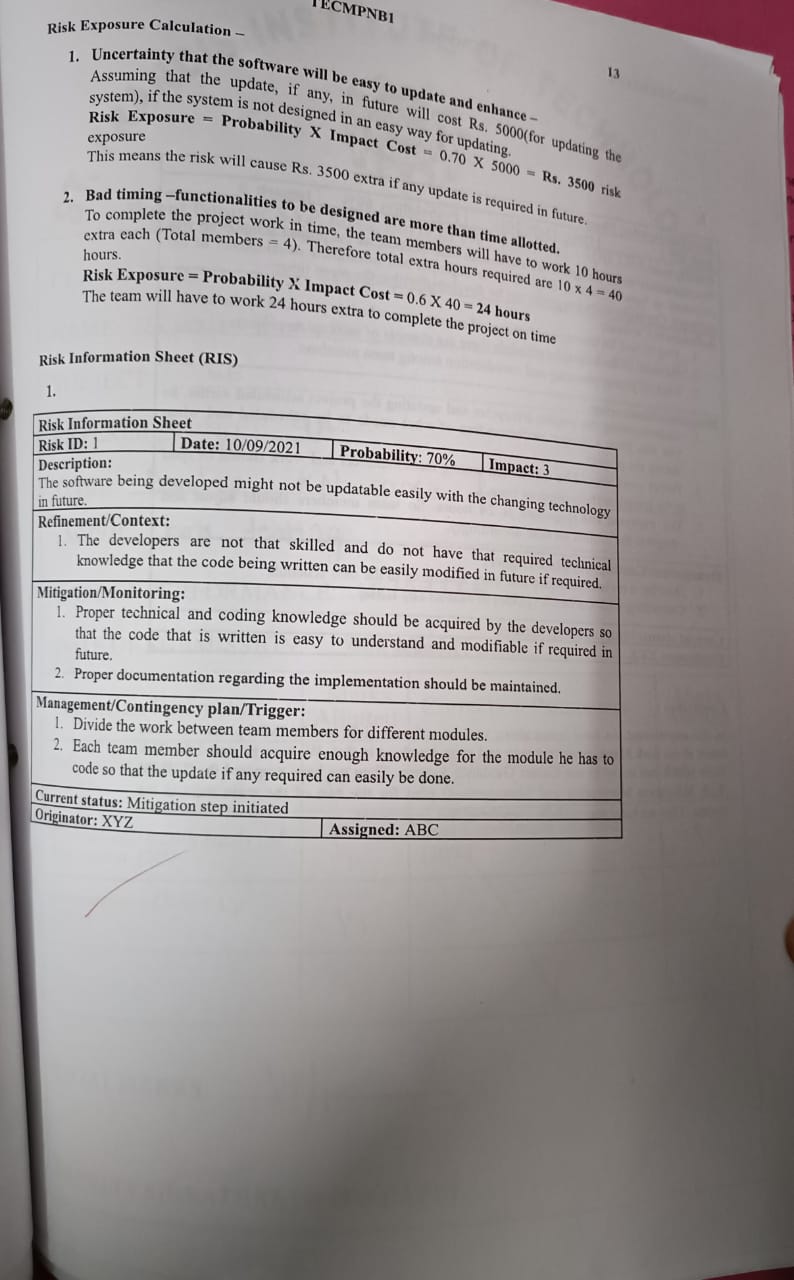 TECMPNB1
13
Risk Exposure Calculation –
1. Uncertainty that the software will be easy to update and enhance –
Assuming that the update, if any, in future will cost Rs. 5000(for updating the
system), if the system is not designed in an easy way for updating.
Risk Exposure = Probability X Impact Cost = 0.70 X 5000 = Rs. 3500 risk
exposure
This means the risk will cause Rs. 3500 extra if any update is required in future.
2. Bad timing –functionalities to be designed are more than time allotted.
To complete the project work in time, the team members will have to work 10 hours
extra each (Total members = 4). Therefore total extra hours required are 10 x 4 = 40
hours.
Risk Exposure = Probability X Impact Cost = 0.6 X 40 = 24 hours
The team will have to work 24 hours extra to complete the project on time
Risk Information Sheet (RIS)
1.
Risk Information Sheet
Risk ID: 1 Date: 10/09/2021 Probability: 70% Impact: 3
Description:
The software being developed might not be updatable easily with the changing technology
in future.
Refinement/Context:
1. The developers are not that skilled and do not have that required technical
knowledge that the code being written can be easily modified in future if required.
Mitigation/Monitoring:
1. Proper technical and coding knowledge should be acquired by the developers so
that the code that is written is easy to understand and modifiable if required in
future.
2. Proper documentation regarding the implementation should be maintained.
Management/Contingency plan/Trigger:
1. Divide the work between team members for different modules.
2. Each team member should acquire enough knowledge for the module he has to
code so that the update if any required can easily be done.
Current status: Mitigation step initiated
Originator: XYZ Assigned: ABC